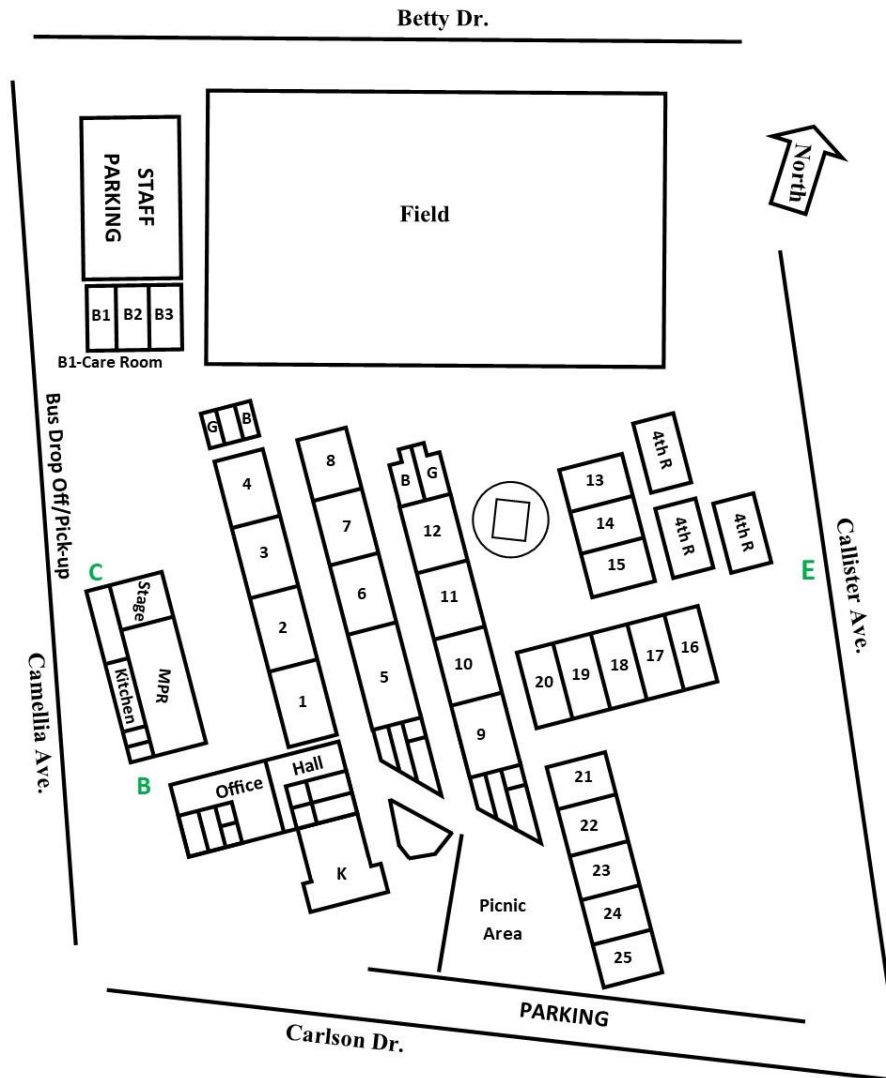 Betty Dr.
STAFF
PARKING
Field
North
B1
B2
B3
B1-Care Room
Bus Drop Off/Pick-up
G
B
4
3
2
1
8
7
6
5
B
G
12
11
10
9
13
14
15
4th R
4th R
4th R
E
Callister Ave.
C
Stage
MPR
Kitchen
Camellia Ave.
B
20
19
18
17
16
Office
Hall
K
21
22
23
24
25
Picnic
Area
PARKING
Carlson Dr.